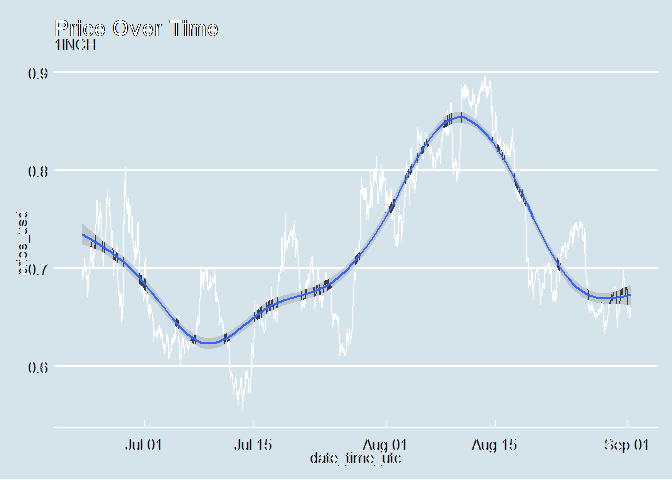 Price Over Time
1INCH
0.9
0.8
price_usd
0.7
0.6
Jul 01 Jul 15 Aug 01 Aug 15 Sep 01
date_time_utc